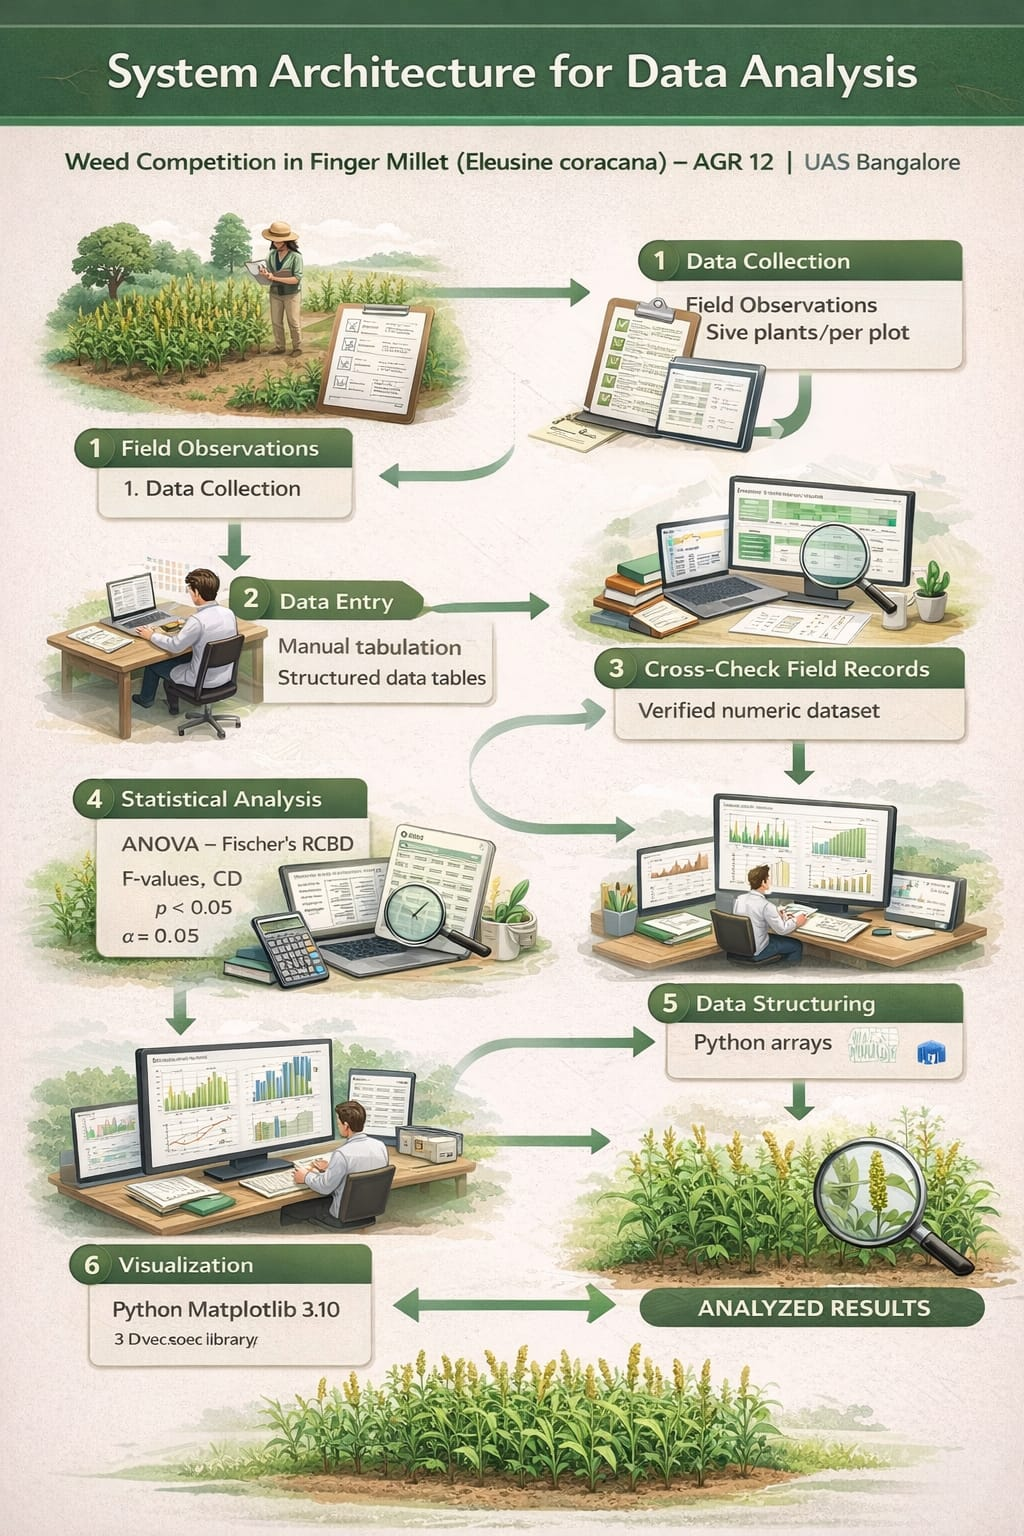 System Architecture for Data Analysis
Weed Competition in Finger Millet (Eleusine coracana) – AGR 12 | UAS Bangalore
1 Data Collection
Field Observations
Sive plants/per plot
1 Field Observations
1. Data Collection
2 Data Entry
Manual tabulation
Structured data tables
3 Cross-Check Field Records
Verified numeric dataset
4 Statistical Analysis
ANOVA – Fischer's RCBD
F-values, CD
p < 0.05
α = 0.05
5 Data Structuring
Python arrays
6 Visualization
Python Matplotlib 3.10
3 library
ANALYZED RESULTS